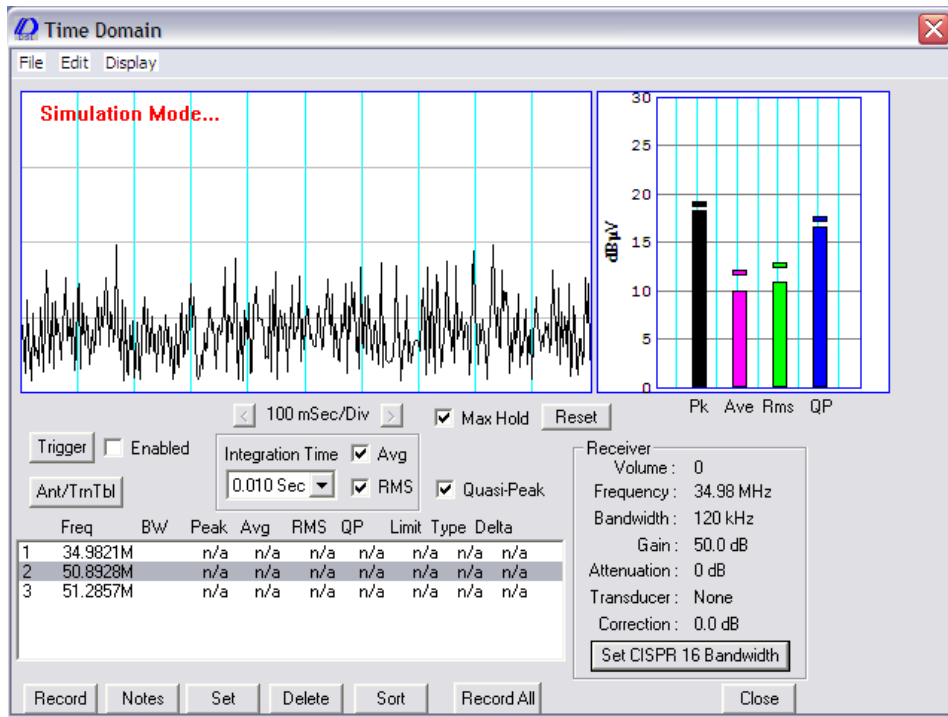 Time Domain
File Edit Display
Simulation Mode...
30
25
20
15
10
5
0
dBµV
Pk Ave Rms QP
< 100 mSec/Div >
Max Hold
Reset
Trigger
Enabled
Integration Time
Avg
0.010 Sec
RMS
Ant/TrnTbl
Quasi-Peak
Freq BW Peak Avg RMS QP Limit Type Delta
1 34.9821M n/a n/a n/a n/a n/a n/a n/a
2 50.8928M n/a n/a n/a n/a n/a n/a n/a
3 51.2857M n/a n/a n/a n/a n/a n/a n/a
Receiver
Volume : 0
Frequency : 34.98 MHz
Bandwidth : 120 kHz
Gain : 50.0 dB
Attenuation : 0 dB
Transducer : None
Correction : 0.0 dB
Set CISPR 16 Bandwidth
Record Notes Set Delete Sort Record All Close